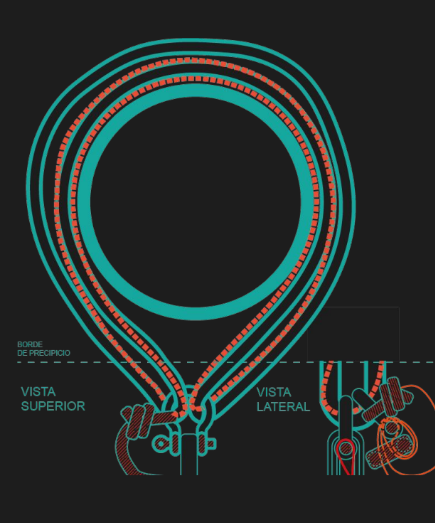 BORDE
DE PRECIPICIO
VISTA
SUPERIOR
VISTA
LATERAL